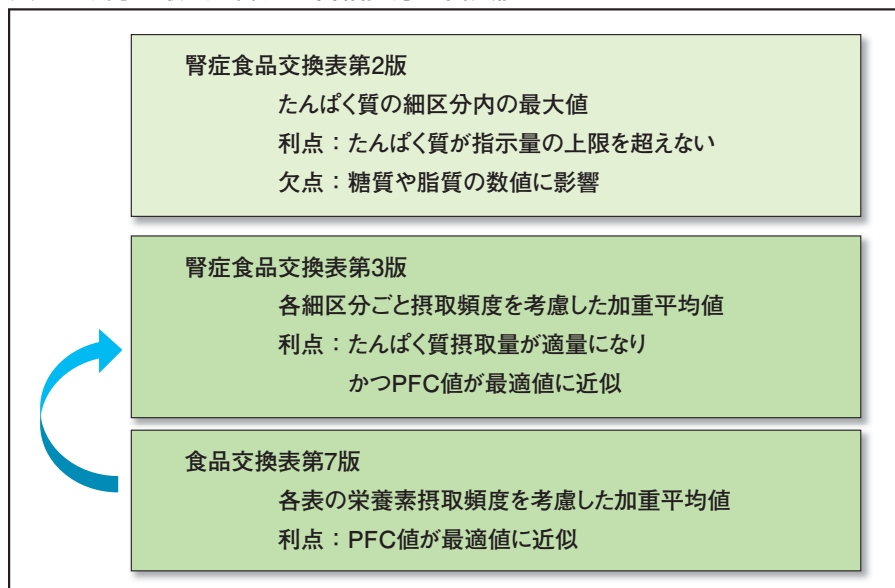 腎症食品交換表第2版
たんぱく質の細区分内の最大値
利点：たんぱく質が指示量の上限を超えない
欠点：糖質や脂質の数値に影響
腎症食品交換表第3版
各細区分ごと摂取頻度を考慮した加重平均値
利点：たんぱく質摂取量が適量になり
かつPFC値が最適値に近似
食品交換表第7版
各表の栄養素摂取頻度を考慮した加重平均値
利点：PFC値が最適値に近似